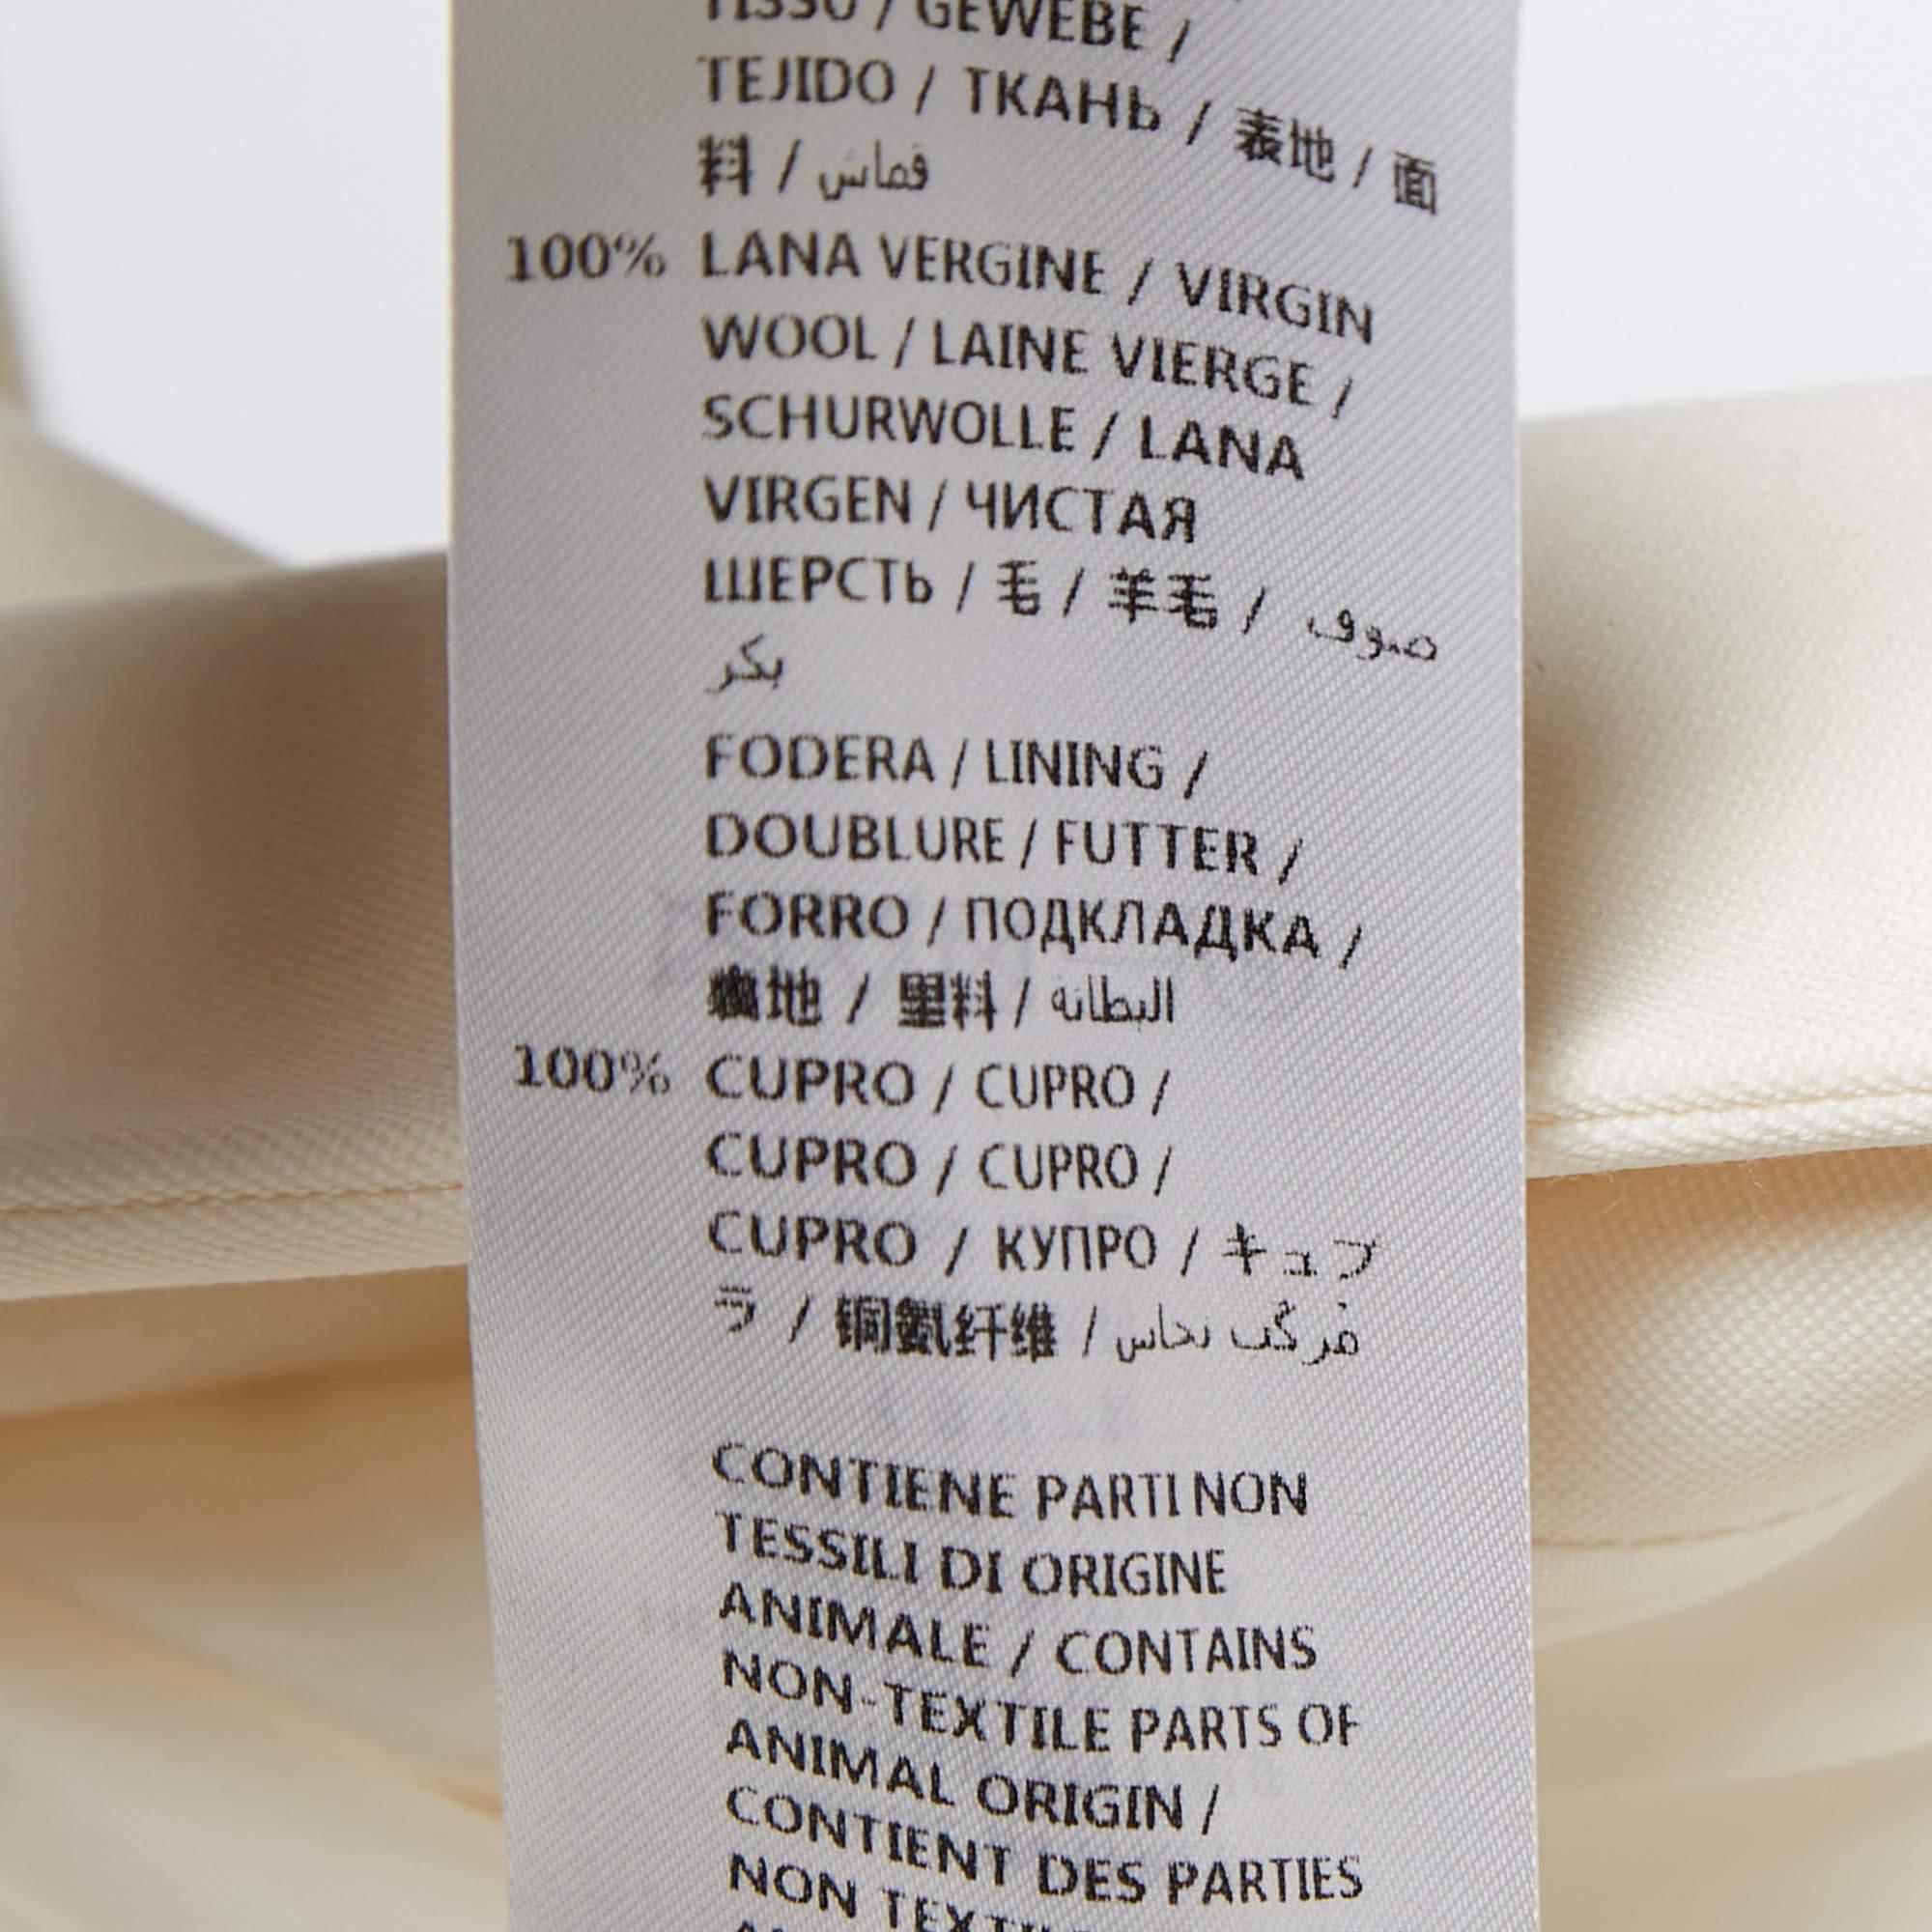 TISSU / GEWEBE /
TEJIDO / ТКАНЬ / 表地 / 面
料 / قماش
100% LANA VERGINE / VIRGIN
WOOL / LAINE VIERGE /
SCHURWOLLE / LANA
VIRGEN / ЧИСТАЯ
ШЕРСТЬ / 毛 / 羊毛 / صوف
بكر
FODERA / LINING /
DOUBLURE / FUTTER /
FORRO / ПОДКЛАДКА /
裏地 / 里料 / البطانه
100% CUPRO / CUPRO /
CUPRO / CUPRO /
CUPRO / КУПРО / キュプ
ラ / 铜氨纤维 / مركب نحاس
CONTIENE PARTI NON
TESSILI DI ORIGINE
ANIMALE / CONTAINS
NON-TEXTILE PARTS OF
ANIMAL ORIGIN /
CONTIENT DES PARTIES
NON